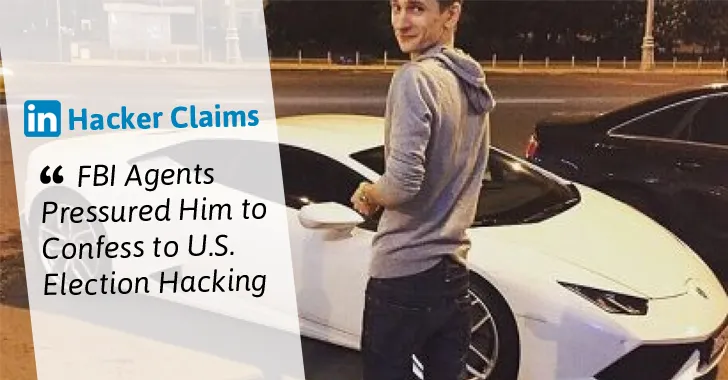 in Hacker Claims
“ FBI Agents
Pressured Him to
Confess to U.S.
Election Hacking